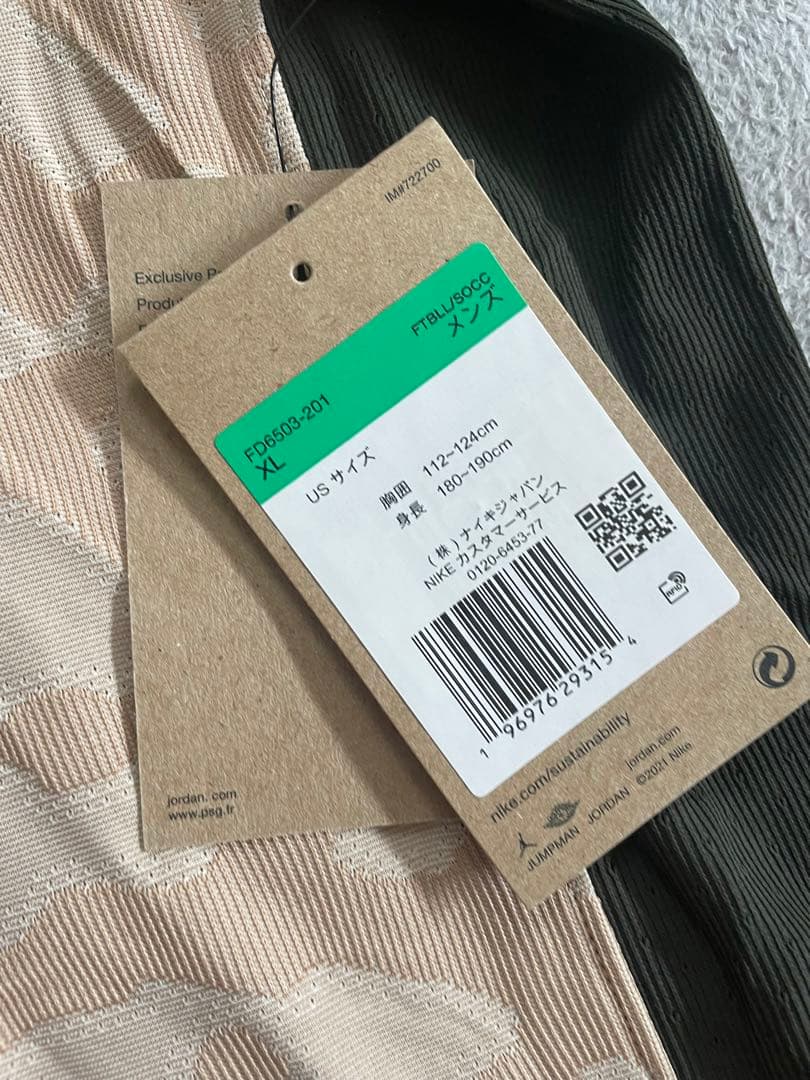 IM#722700
FTBLL/SOCC
メンズ
FD6503-201
XL
US サイズ
胸囲 112~124cm
身長 180~190cm
(株)ナイキジャパン
NIKE カスタマーサービス
0120-6453-77
1 96976 29315 4
RFID
nike.com/sustainability
jordan.com
©2021 Nike
JUMPMAN JORDAN
Exclusive
jordan. com
www.psg.fr